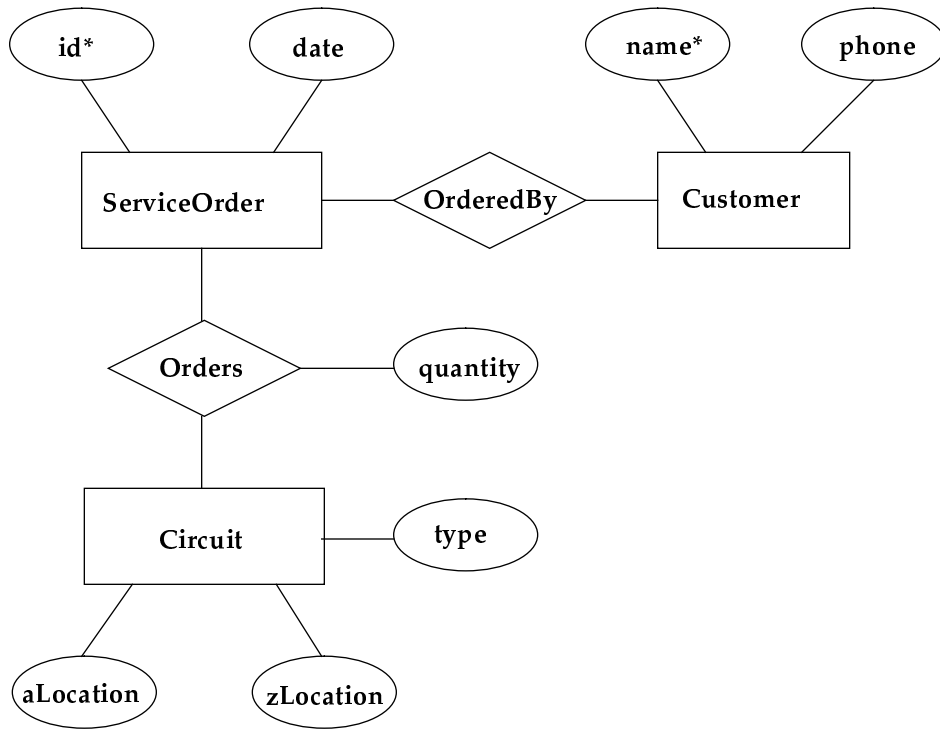 id*
date
name*
phone
ServiceOrder
OrderedBy
Customer
Orders
quantity
Circuit
type
aLocation
zLocation